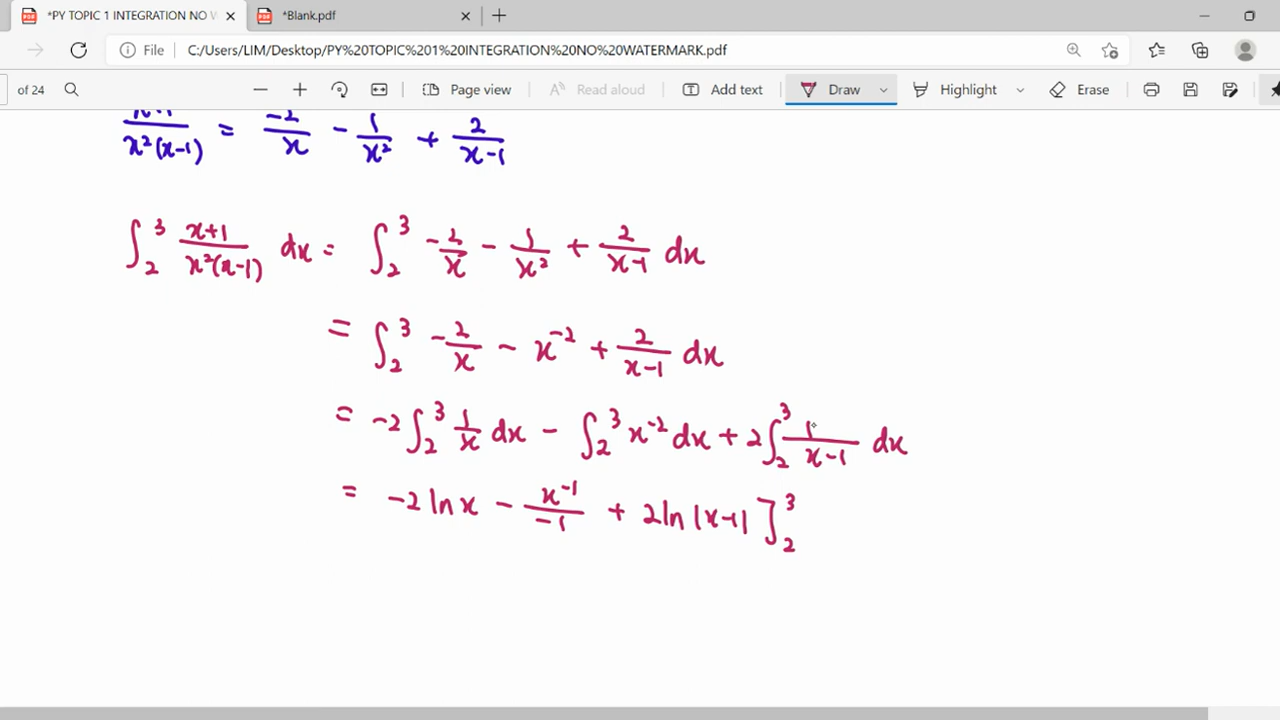 *PY TOPIC 1 INTEGRATION NO W
*Blank.pdf
File C:/Users/LIM/Desktop/PY%20TOPIC%201%20INTEGRATION%20NO%20WATERMARK.pdf
of 24 Page view Read aloud Add text Draw Highlight Erase
x+1/x²(x-1) = -2/x - 1/x² + 2/x-1
∫₂³ x+1/x²(x-1) dx = ∫₂³ -2/x - 1/x² + 2/x-1 dx
= ∫₂³ -2/x - x⁻² + 2/x-1 dx
= -2∫₂³ 1/x dx - ∫₂³ x⁻² dx + 2∫₂³ 1/x-1 dx
= -2 ln x - x⁻¹/-1 + 2 ln |x-1| ]₂³